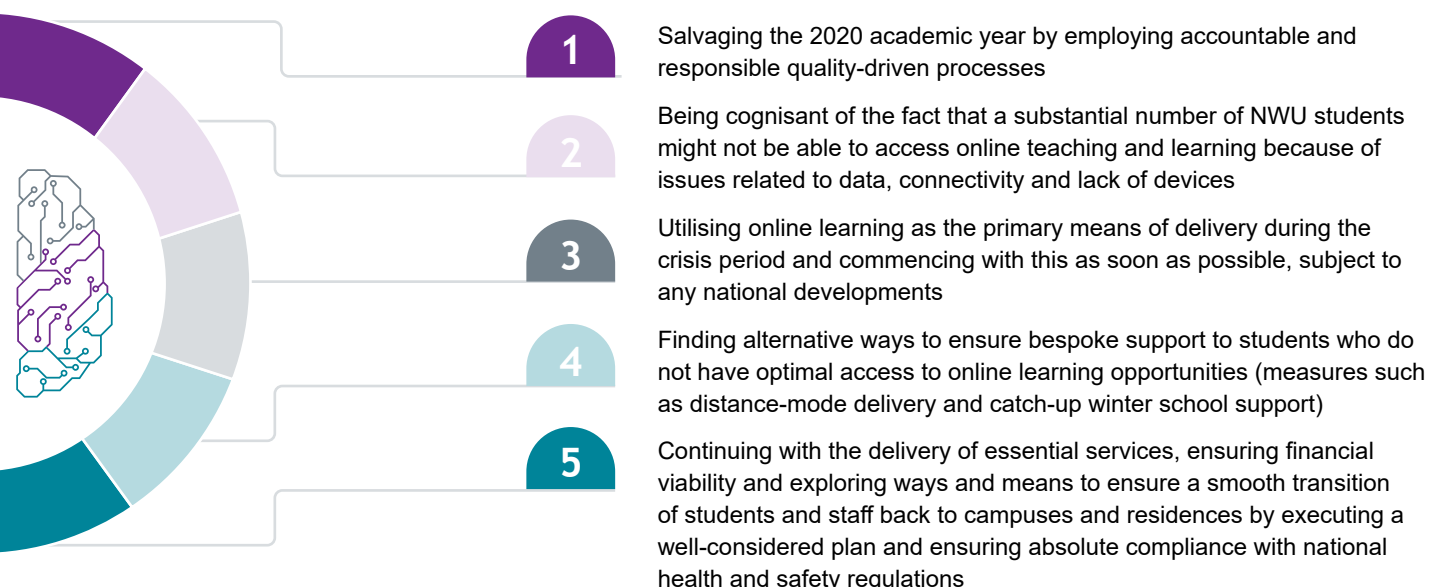 1
Salvaging the 2020 academic year by employing accountable and
responsible quality-driven processes
2
Being cognisant of the fact that a substantial number of NWU students
might not be able to access online teaching and learning because of
issues related to data, connectivity and lack of devices
3
Utilising online learning as the primary means of delivery during the
crisis period and commencing with this as soon as possible, subject to
any national developments
4
Finding alternative ways to ensure bespoke support to students who do
not have optimal access to online learning opportunities (measures such
as distance-mode delivery and catch-up winter school support)
5
Continuing with the delivery of essential services, ensuring financial
viability and exploring ways and means to ensure a smooth transition
of students and staff back to campuses and residences by executing a
well-considered plan and ensuring absolute compliance with national
health and safety regulations